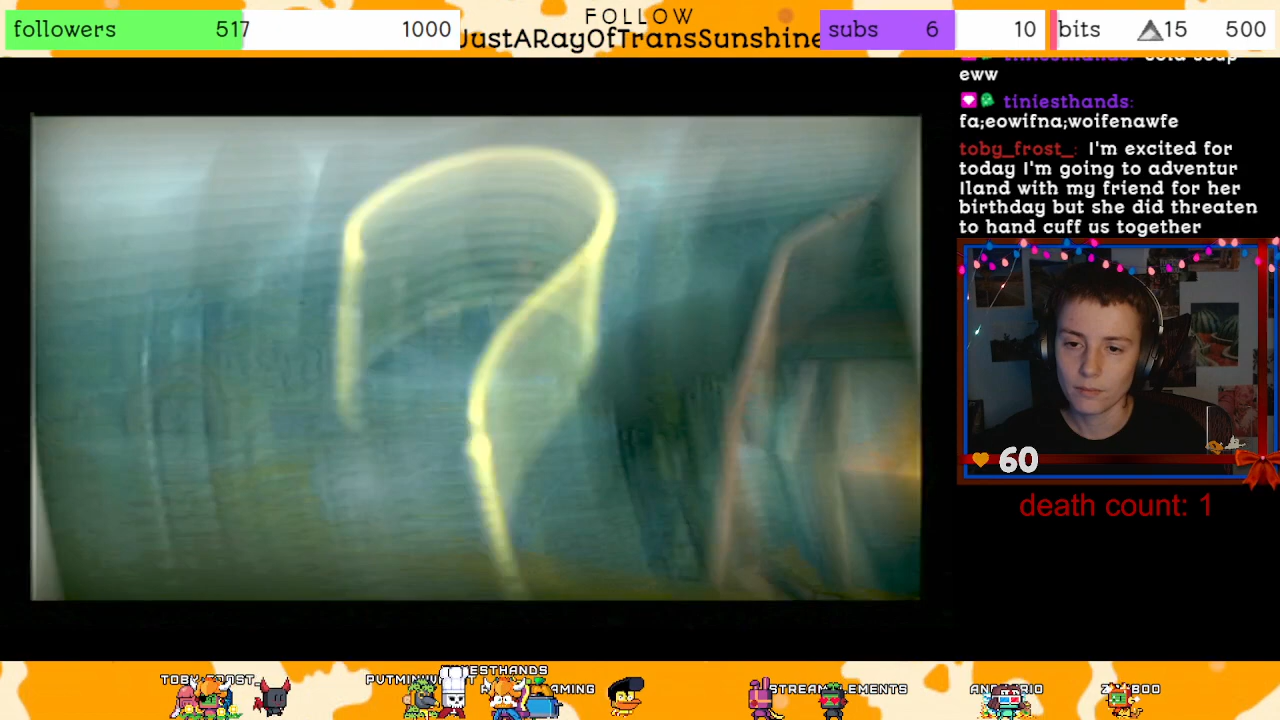 followers 517 1000
FOLLOW
JustARayOfTransSunshine
subs 6 10
bits 15 500
eww
tiniesthands:
fa;eowifna;woifenawfe
toby_frost_: I'm excited for
today I'm going to adventur
Iland with my friend for her
birthday but she did threaten
to hand cuff us together
60
death count: 1
STREAMELEMENTS